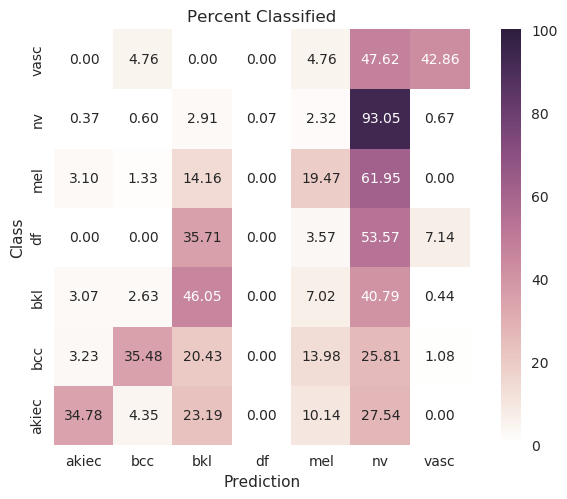 Percent Classified
vasc 0.00 4.76 0.00 0.00 4.76 47.62 42.86
nv 0.37 0.60 2.91 0.07 2.32 93.05 0.67
mel 3.10 1.33 14.16 0.00 19.47 61.95 0.00
df 0.00 0.00 35.71 0.00 3.57 53.57 7.14
bkl 3.07 2.63 46.05 0.00 7.02 40.79 0.44
bcc 3.23 35.48 20.43 0.00 13.98 25.81 1.08
akiec 34.78 4.35 23.19 0.00 10.14 27.54 0.00
Class
akiec bcc bkl df mel nv vasc
Prediction
100
80
60
40
20
0